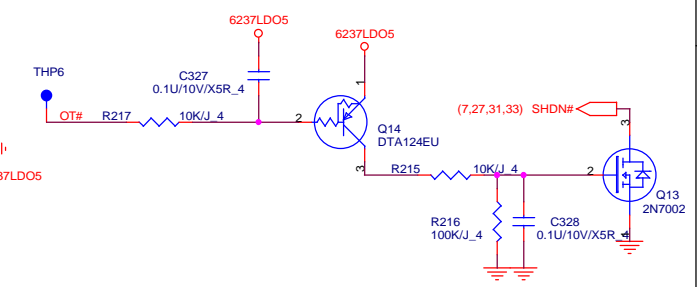 6237LDO5
6237LDO5
THP6
C327
0.1U/10V/X5R_4
1
OT#
R217
10K/J_4
2
Q14
DTA124EU
3
(7,27,31,33) SHDN#
3
37LDO5
R215
10K/J_4
2
Q13
2N7002
R216
100K/J_4
C328
0.1U/10V/X5R_4
1